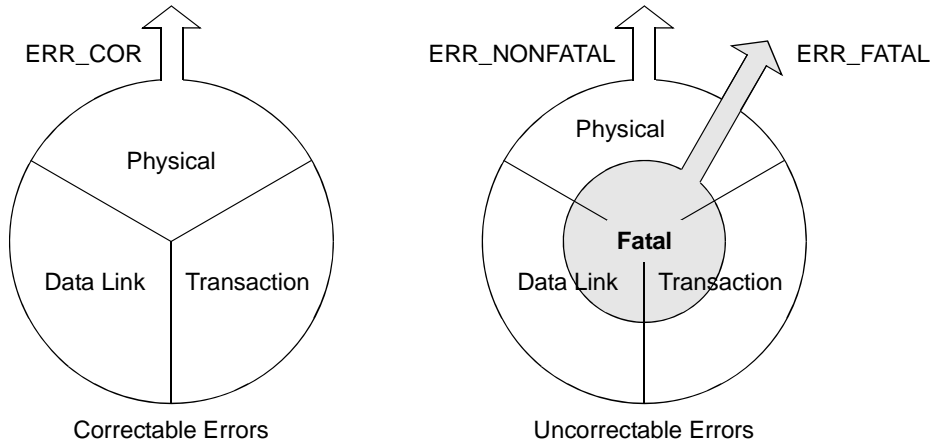 ERR_COR
Physical
Data Link
Transaction
Correctable Errors
ERR_NONFATAL
ERR_FATAL
Physical
Fatal
Data Link
Transaction
Uncorrectable Errors